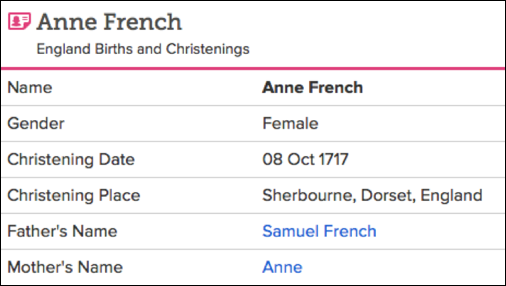 Anne French
England Births and Christenings
Name Anne French
Gender Female
Christening Date 08 Oct 1717
Christening Place Sherbourne, Dorset, England
Father's Name Samuel French
Mother's Name Anne